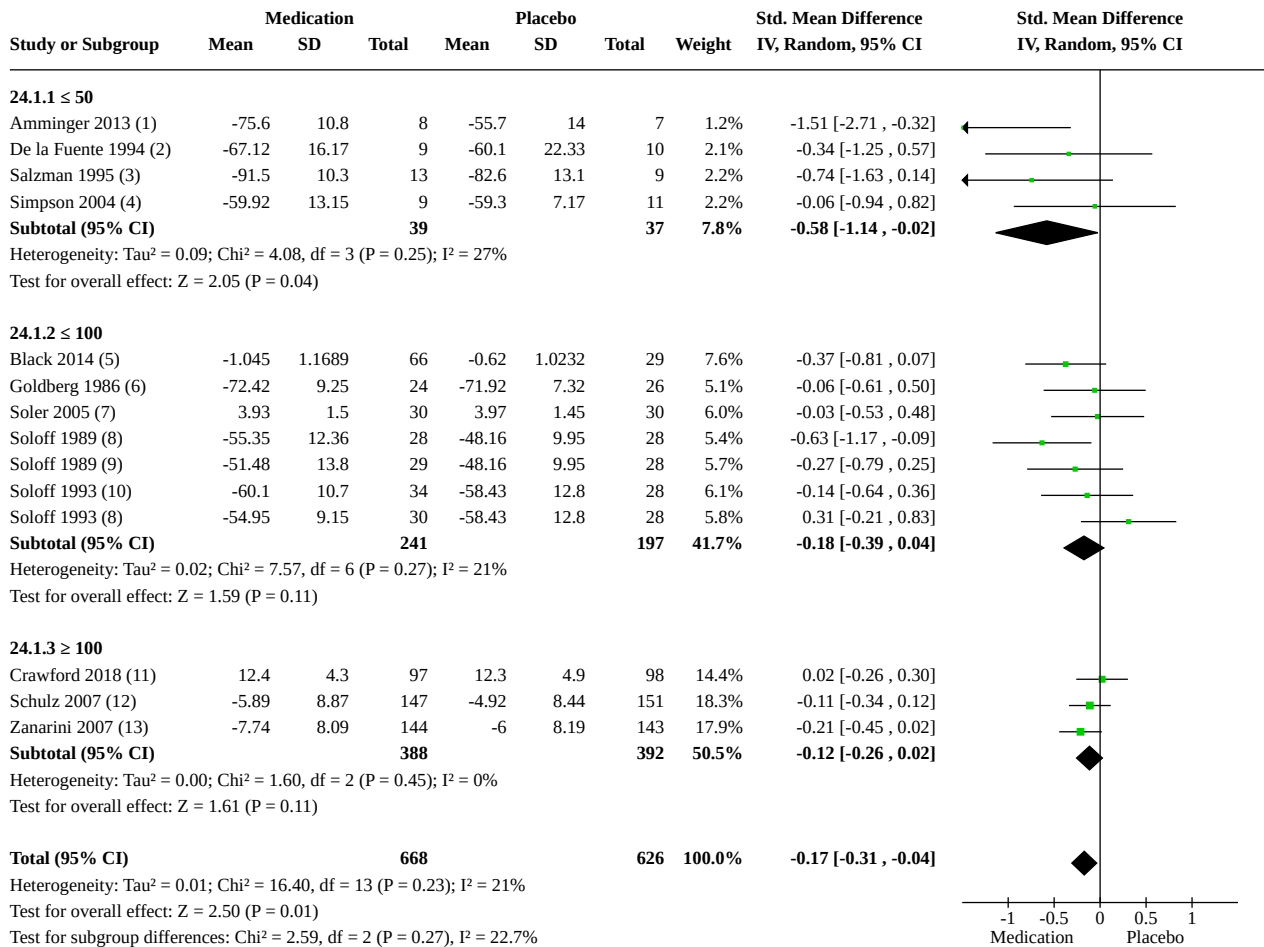 Medication Placebo Std. Mean Difference Std. Mean Difference
Study or Subgroup Mean SD Total Mean SD Total Weight IV, Random, 95% CI IV, Random, 95% CI
24.1.1 ≤ 50
Amminger 2013 (1) -75.6 10.8 8 -55.7 14 7 1.2% -1.51 [-2.71 , -0.32]
De la Fuente 1994 (2) -67.12 16.17 9 -60.1 22.33 10 2.1% -0.34 [-1.25 , 0.57]
Salzman 1995 (3) -91.5 10.3 13 -82.6 13.1 9 2.2% -0.74 [-1.63 , 0.14]
Simpson 2004 (4) -59.92 13.15 9 -59.3 7.17 11 2.2% -0.06 [-0.94 , 0.82]
Subtotal (95% CI) 39 37 7.8% -0.58 [-1.14 , -0.02]
Heterogeneity: Tau² = 0.09; Chi² = 4.08, df = 3 (P = 0.25); I² = 27%
Test for overall effect: Z = 2.05 (P = 0.04)
24.1.2 ≤ 100
Black 2014 (5) -1.045 1.1689 66 -0.62 1.0232 29 7.6% -0.37 [-0.81 , 0.07]
Goldberg 1986 (6) -72.42 9.25 24 -71.92 7.32 26 5.1% -0.06 [-0.61 , 0.50]
Soler 2005 (7) 3.93 1.5 30 3.97 1.45 30 6.0% -0.03 [-0.53 , 0.48]
Soloff 1989 (8) -55.35 12.36 28 -48.16 9.95 28 5.4% -0.63 [-1.17 , -0.09]
Soloff 1989 (9) -51.48 13.8 29 -48.16 9.95 28 5.7% -0.27 [-0.79 , 0.25]
Soloff 1993 (10) -60.1 10.7 34 -58.43 12.8 28 6.1% -0.14 [-0.64 , 0.36]
Soloff 1993 (8) -54.95 9.15 30 -58.43 12.8 28 5.8% 0.31 [-0.21 , 0.83]
Subtotal (95% CI) 241 197 41.7% -0.18 [-0.39 , 0.04]
Heterogeneity: Tau² = 0.02; Chi² = 7.57, df = 6 (P = 0.27); I² = 21%
Test for overall effect: Z = 1.59 (P = 0.11)
24.1.3 ≥ 100
Crawford 2018 (11) 12.4 4.3 97 12.3 4.9 98 14.4% 0.02 [-0.26 , 0.30]
Schulz 2007 (12) -5.89 8.87 147 -4.92 8.44 151 18.3% -0.11 [-0.34 , 0.12]
Zanarini 2007 (13) -7.74 8.09 144 -6 8.19 143 17.9% -0.21 [-0.45 , 0.02]
Subtotal (95% CI) 388 392 50.5% -0.12 [-0.26 , 0.02]
Heterogeneity: Tau² = 0.00; Chi² = 1.60, df = 2 (P = 0.45); I² = 0%
Test for overall effect: Z = 1.61 (P = 0.11)
Total (95% CI) 668 626 100.0% -0.17 [-0.31 , -0.04]
Heterogeneity: Tau² = 0.01; Chi² = 16.40, df = 13 (P = 0.23); I² = 21%
Test for overall effect: Z = 2.50 (P = 0.01)
-1 -0.5 0 0.5 1
Test for subgroup differences: Chi² = 2.59, df = 2 (P = 0.27), I² = 22.7%
Medication Placebo